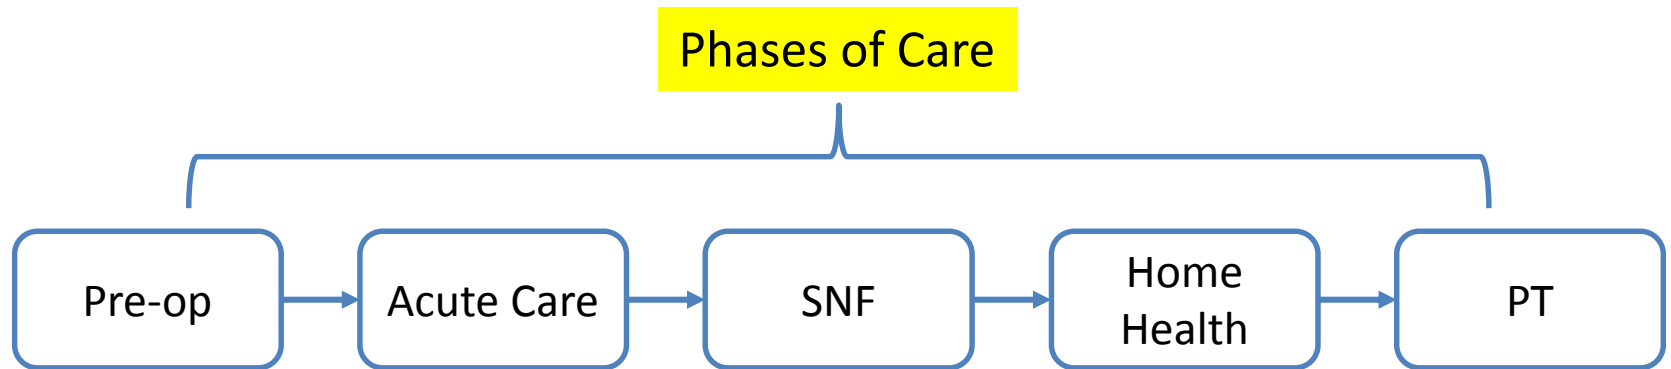 Phases of Care
Pre-op
Acute Care
SNF
Home
Health
PT